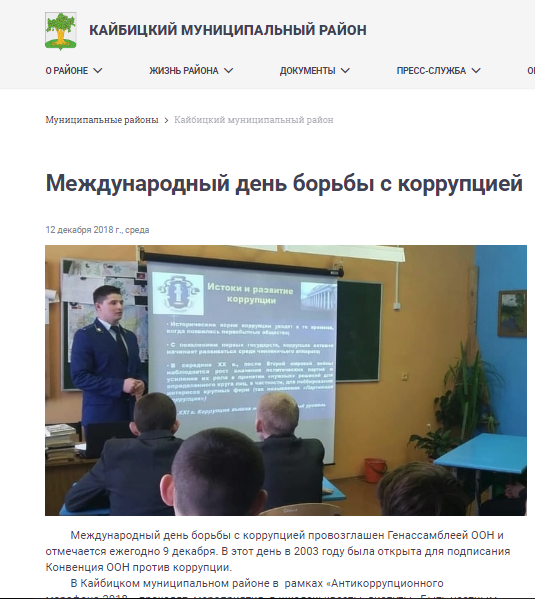 КАЙБИЦКИЙ МУНИЦИПАЛЬНЫЙ РАЙОН
О РАЙОНЕ ЖИЗНЬ РАЙОНА ДОКУМЕНТЫ ПРЕСС-СЛУЖБА
Муниципальные районы > Кайбицкий муниципальный район
Международный день борьбы с коррупцией
12 декабря 2018 г., среда
Истоки и развитие
коррупции
• Исторические корни коррупции уходят в те времена,
когда появились первобытные общества;
• С появлением первых государств, коррупция активно
начинает развиваться среди чиновничьего аппарата;
• В середине XX в., после Второй мировой войны
наблюдается рост значения политических партий и
усиление их роли в принятии «нужных» решений для
определенного круга лиц, в частности, для лоббирования
интересов крупных фирм (так называемая «Партийная
коррупция»)
XXI в. Коррупция вышла уровень
Международный день борьбы с коррупцией провозглашен Генассамблеей ООН и
отмечается ежегодно 9 декабря. В этот день в 2003 году была открыта для подписания
Конвенция ООН против коррупции.
В Кайбицком муниципальном районе в рамках «Антикоррупционного